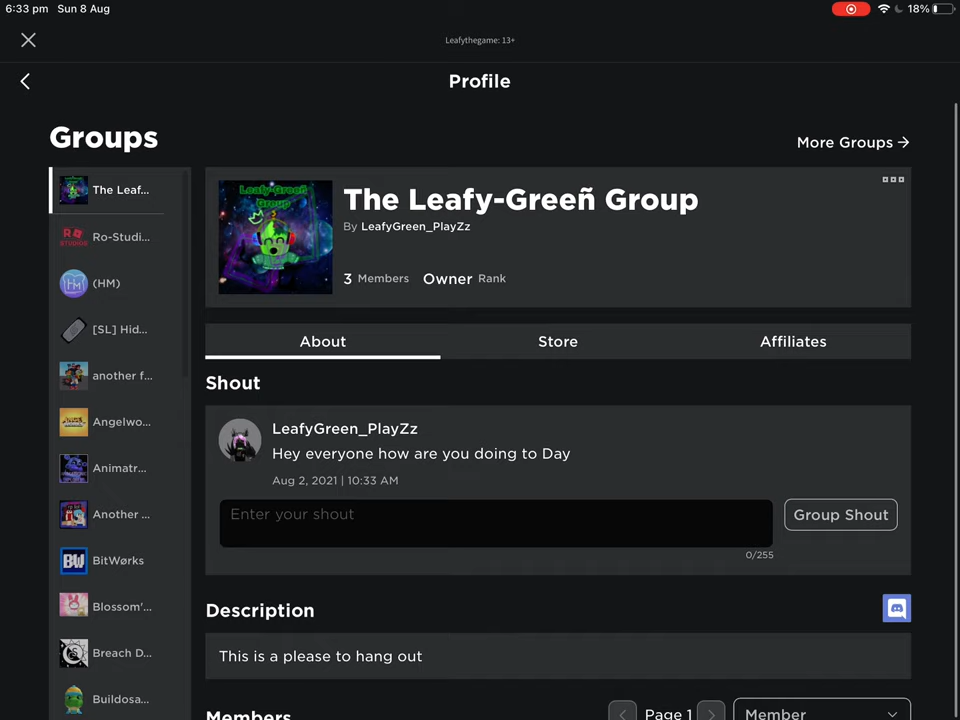 6:33 pm Sun 8 Aug
18%
Leafythegame: 13+
Profile
Groups
More Groups
The Leaf...
Ro-Studi...
(HM)
[SL] Hid...
another f...
Angelwo...
Animatr...
Another ...
BitWørks
Blossom'...
Breach D...
Buildosa...
Leafy-Green
Group
The Leafy-Greeñ Group
By LeafyGreen_PlayZz
3 Members Owner Rank
About Store Affiliates
Shout
LeafyGreen_PlayZz
Hey everyone how are you doing to Day
Aug 2, 2021 | 10:33 AM
Enter your shout
Group Shout
0/255
Description
This is a please to hang out
Members
Page 1
Member